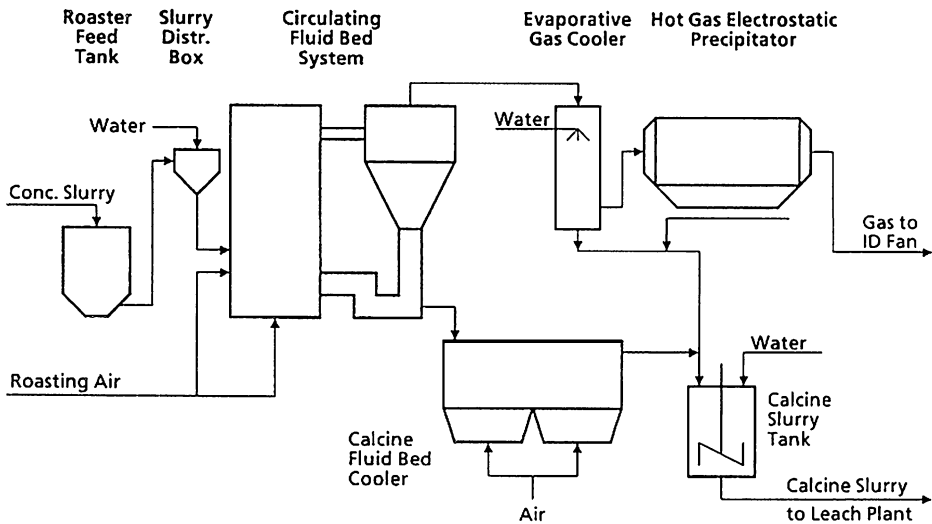 Roaster
Feed
Tank
Slurry
Distr.
Box
Circulating
Fluid Bed
System
Evaporative
Gas Cooler
Hot Gas Electrostatic
Precipitator
Water
Water
Conc. Slurry
Gas to
ID Fan
Roasting Air
Water
Calcine
Fluid Bed
Cooler
Calcine
Slurry
Tank
Air
Calcine Slurry
to Leach Plant